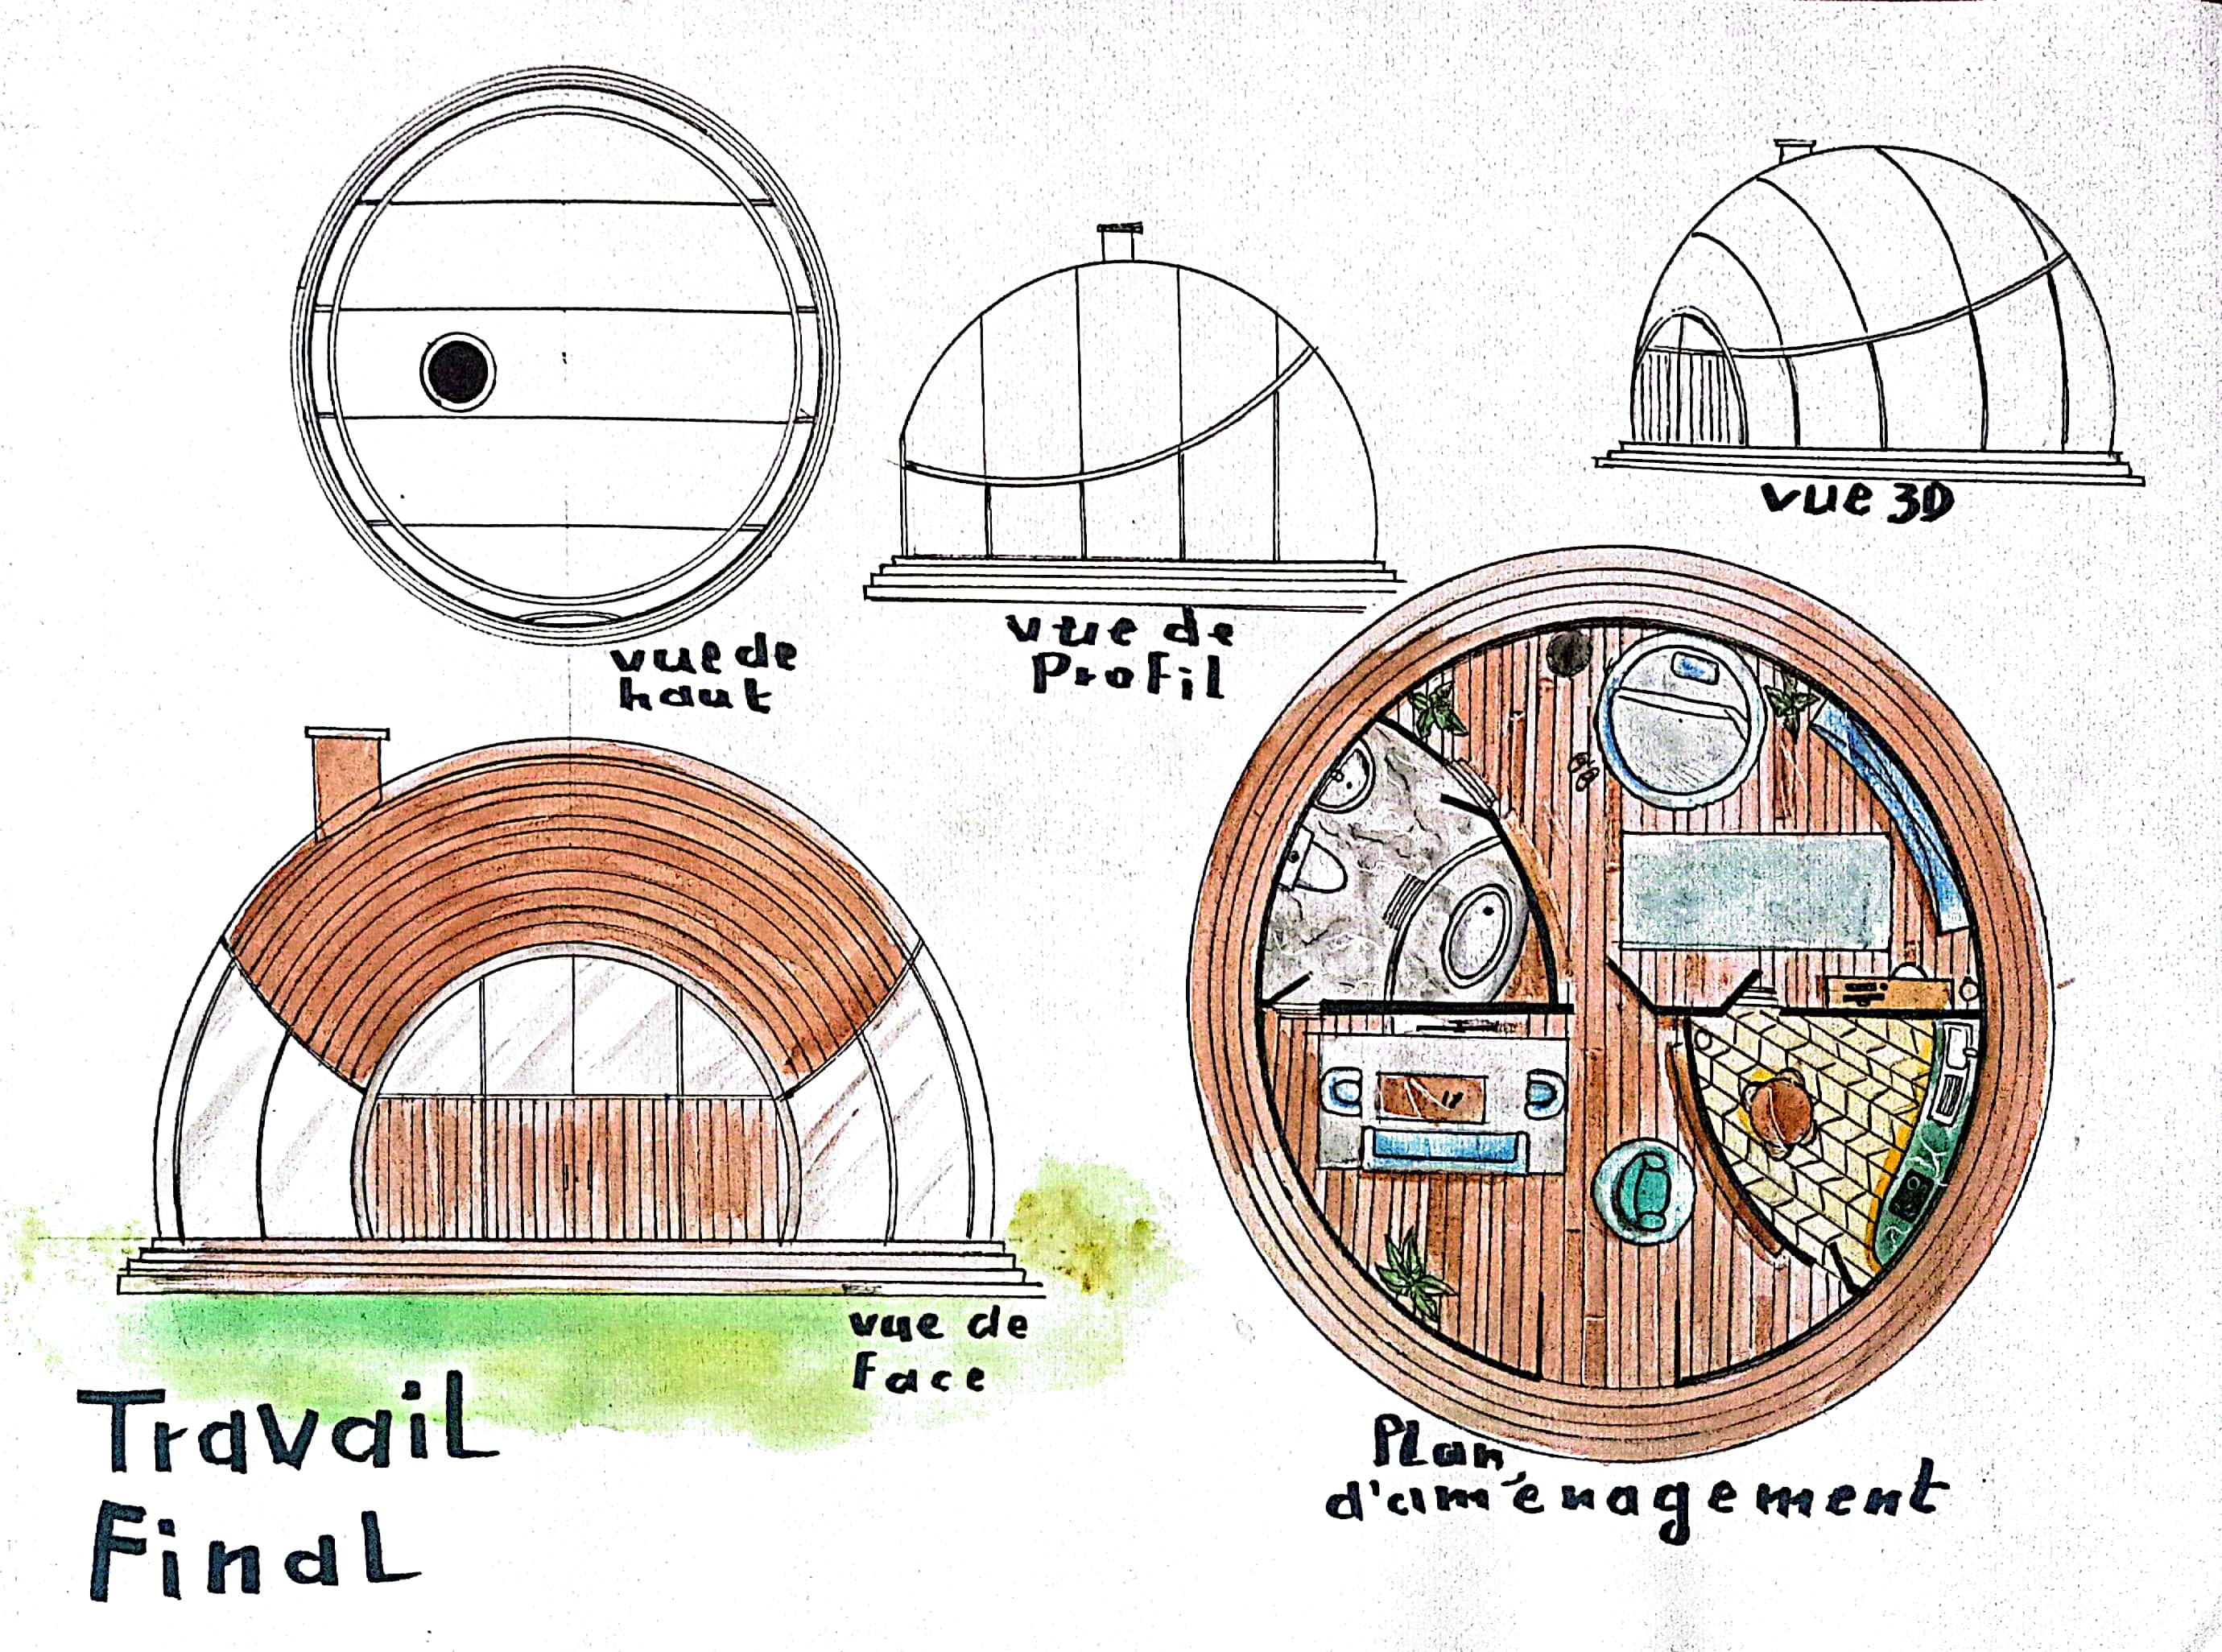 vue de
haut
vue de
Profil
vue 3D
vue de
Face
Travail
Final
Plan
d'aménagement